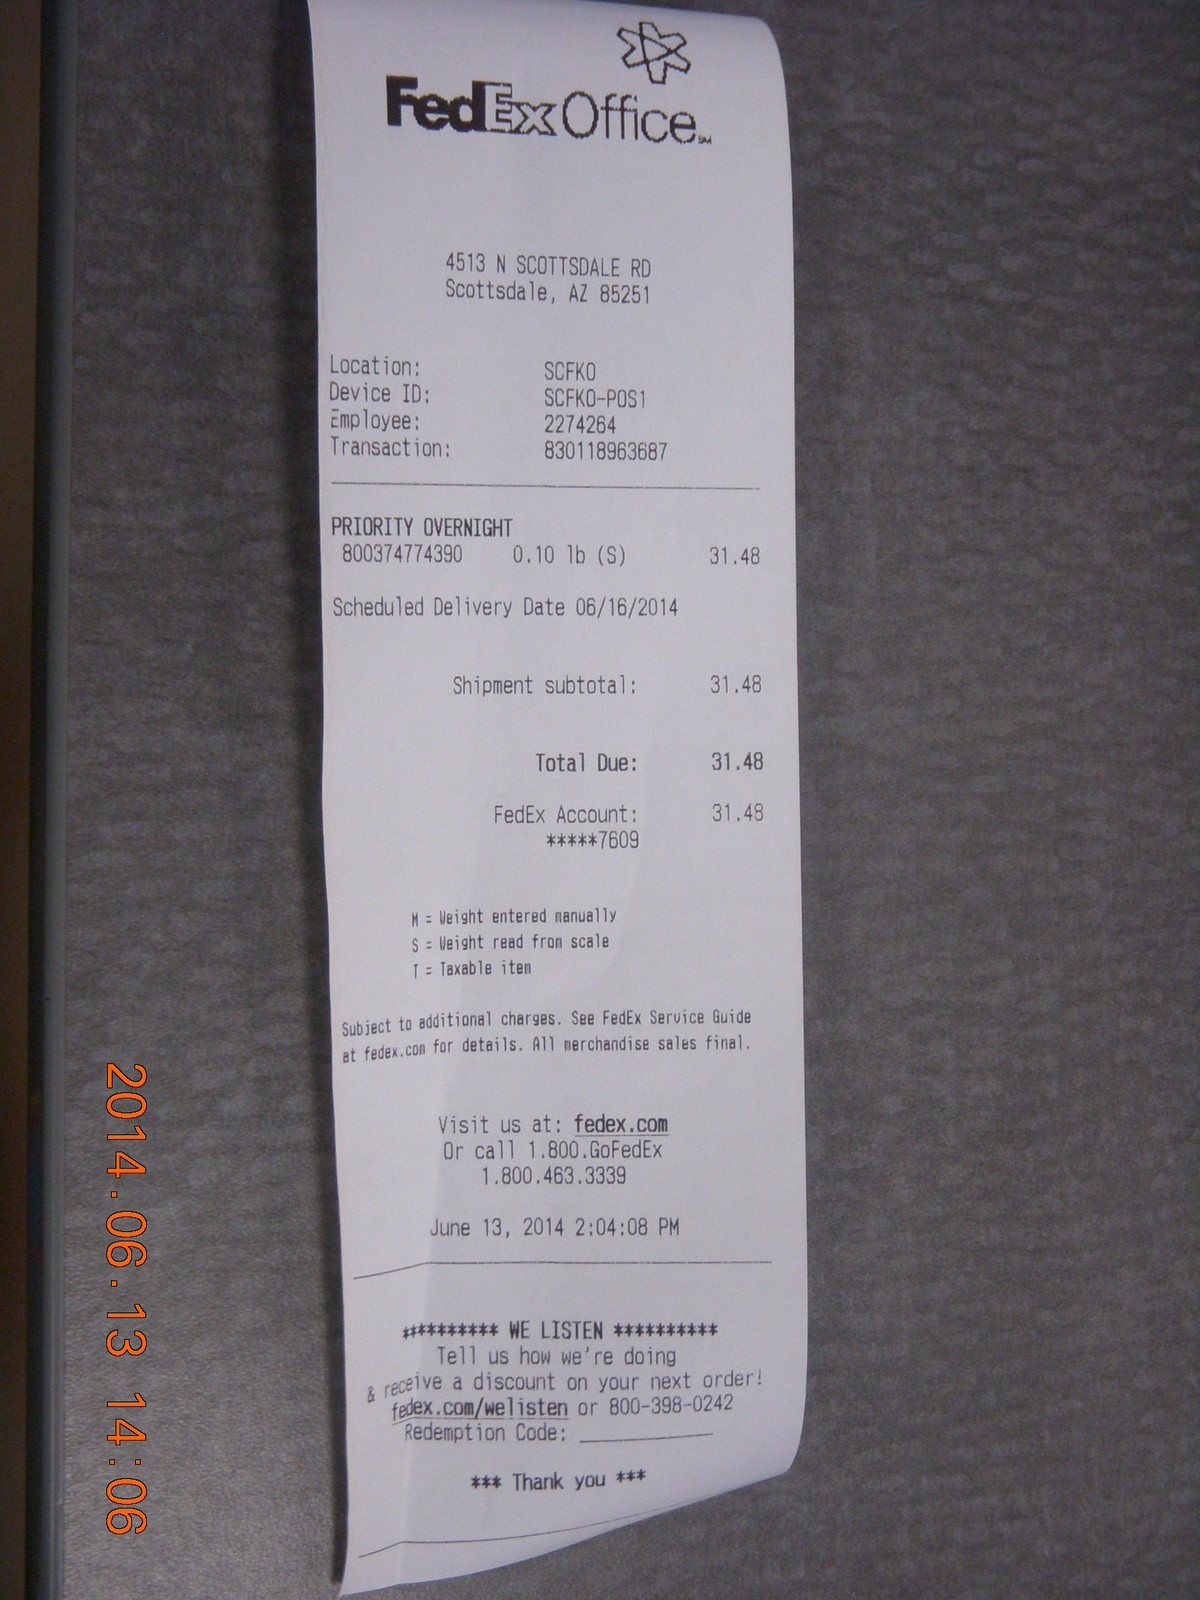 FedEx Office SM
4513 N SCOTTSDALE RD
Scottsdale, AZ 85251
Location: SCFKO
Device ID: SCFKO-POS1
Employee: 2274264
Transaction: 830118963687
PRIORITY OVERNIGHT
800374774390 0.10 lb (S) 31.48
Scheduled Delivery Date 06/16/2014
Shipment subtotal: 31.48
Total Due: 31.48
FedEx Account: 31.48
*****7609
M = Weight entered manually
S = Weight read from scale
T = Taxable item
Subject to additional charges. See FedEx Service Guide
at fedex.com for details. All merchandise sales final.
Visit us at: fedex.com
Or call 1.800.GoFedEx
1.800.463.3339
June 13, 2014 2:04:08 PM
********** WE LISTEN **********
Tell us how we're doing
& receive a discount on your next order!
fedex.com/welisten or 800-398-0242
Redemption Code: ____________
*** Thank you ***
2014.06.13 14:06